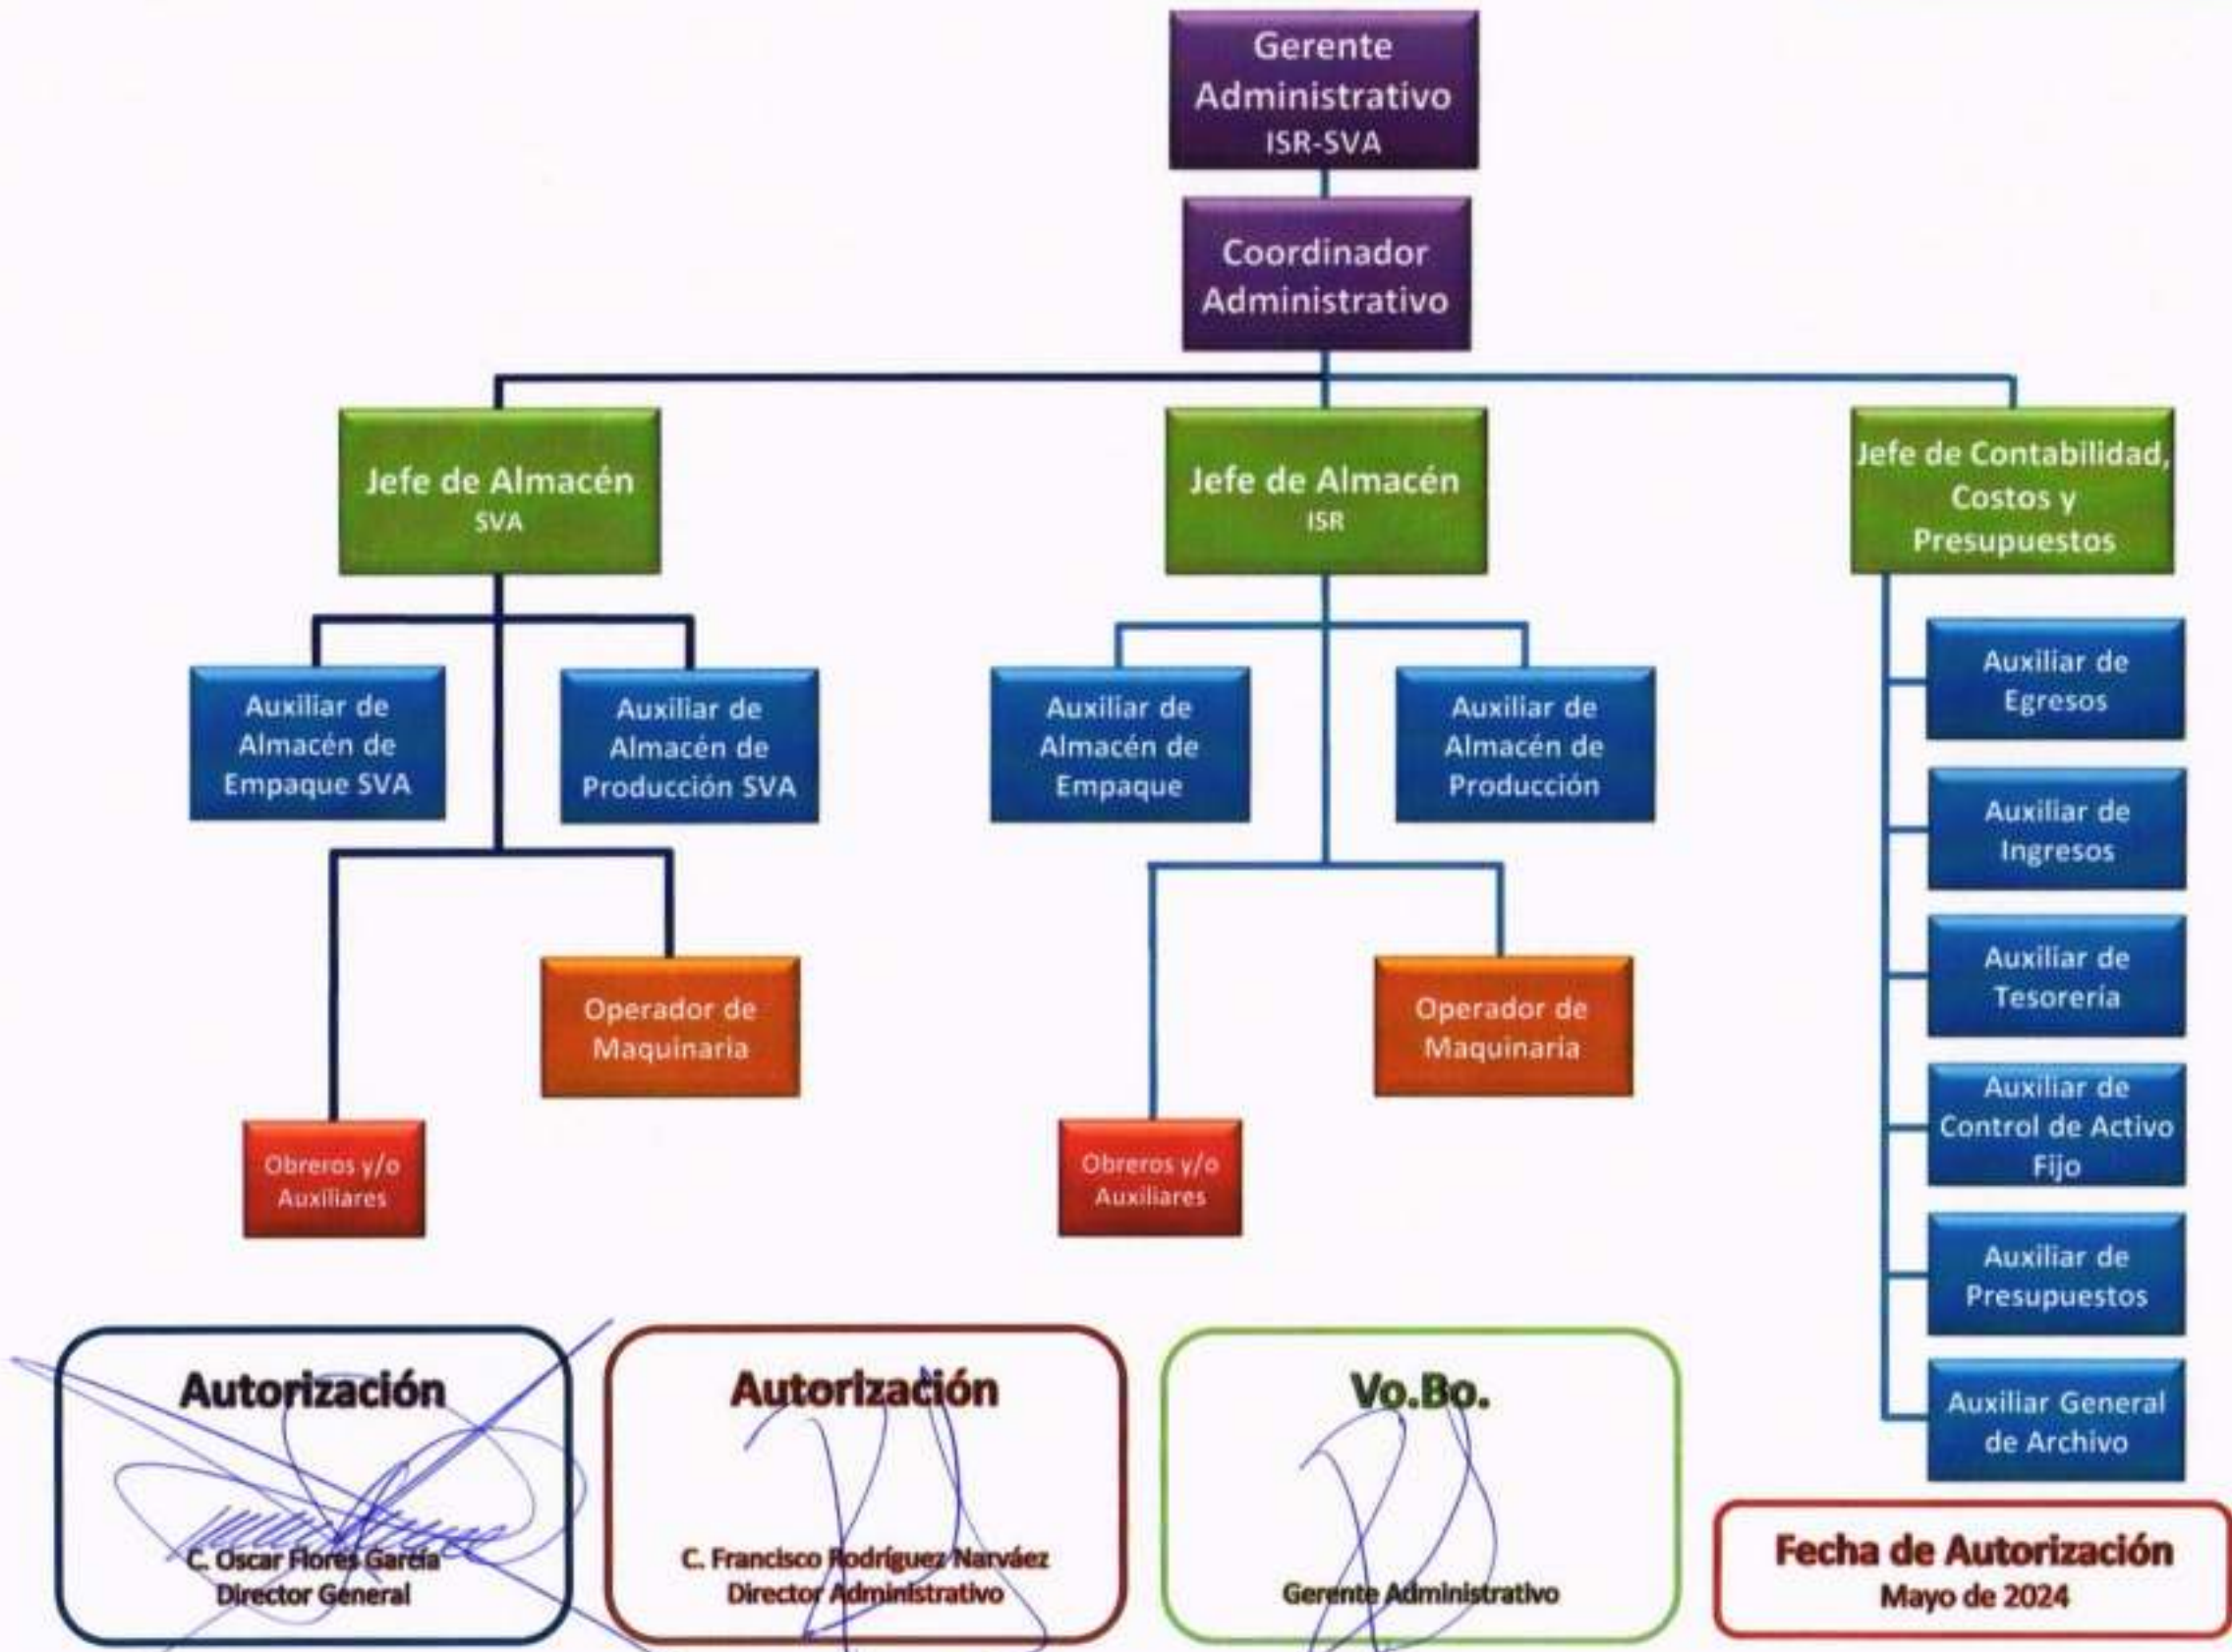 Gerente
Administrativo
ISR-SVA
Coordinador
Administrativo
Jefe de Almacén
SVA
Jefe de Almacén
ISR
Jefe de Contabilidad,
Costos y
Presupuestos
Auxiliar de
Almacén de
Empaque SVA
Auxiliar de
Almacén de
Producción SVA
Auxiliar de
Almacén de
Empaque
Auxiliar de
Almacén de
Producción
Auxiliar de
Egresos
Auxiliar de
Ingresos
Auxiliar de
Tesorería
Auxiliar de
Control de Activo
Fijo
Auxiliar de
Presupuestos
Auxiliar General
de Archivo
Operador de
Maquinaria
Operador de
Maquinaria
Obreros y/o
Auxiliares
Obreros y/o
Auxiliares
Autorización
C. Oscar Flores García
Director General
Autorización
C. Francisco Rodríguez Narváez
Director Administrativo
Vo.Bo.
Gerente Administrativo
Fecha de Autorización
Mayo de 2024